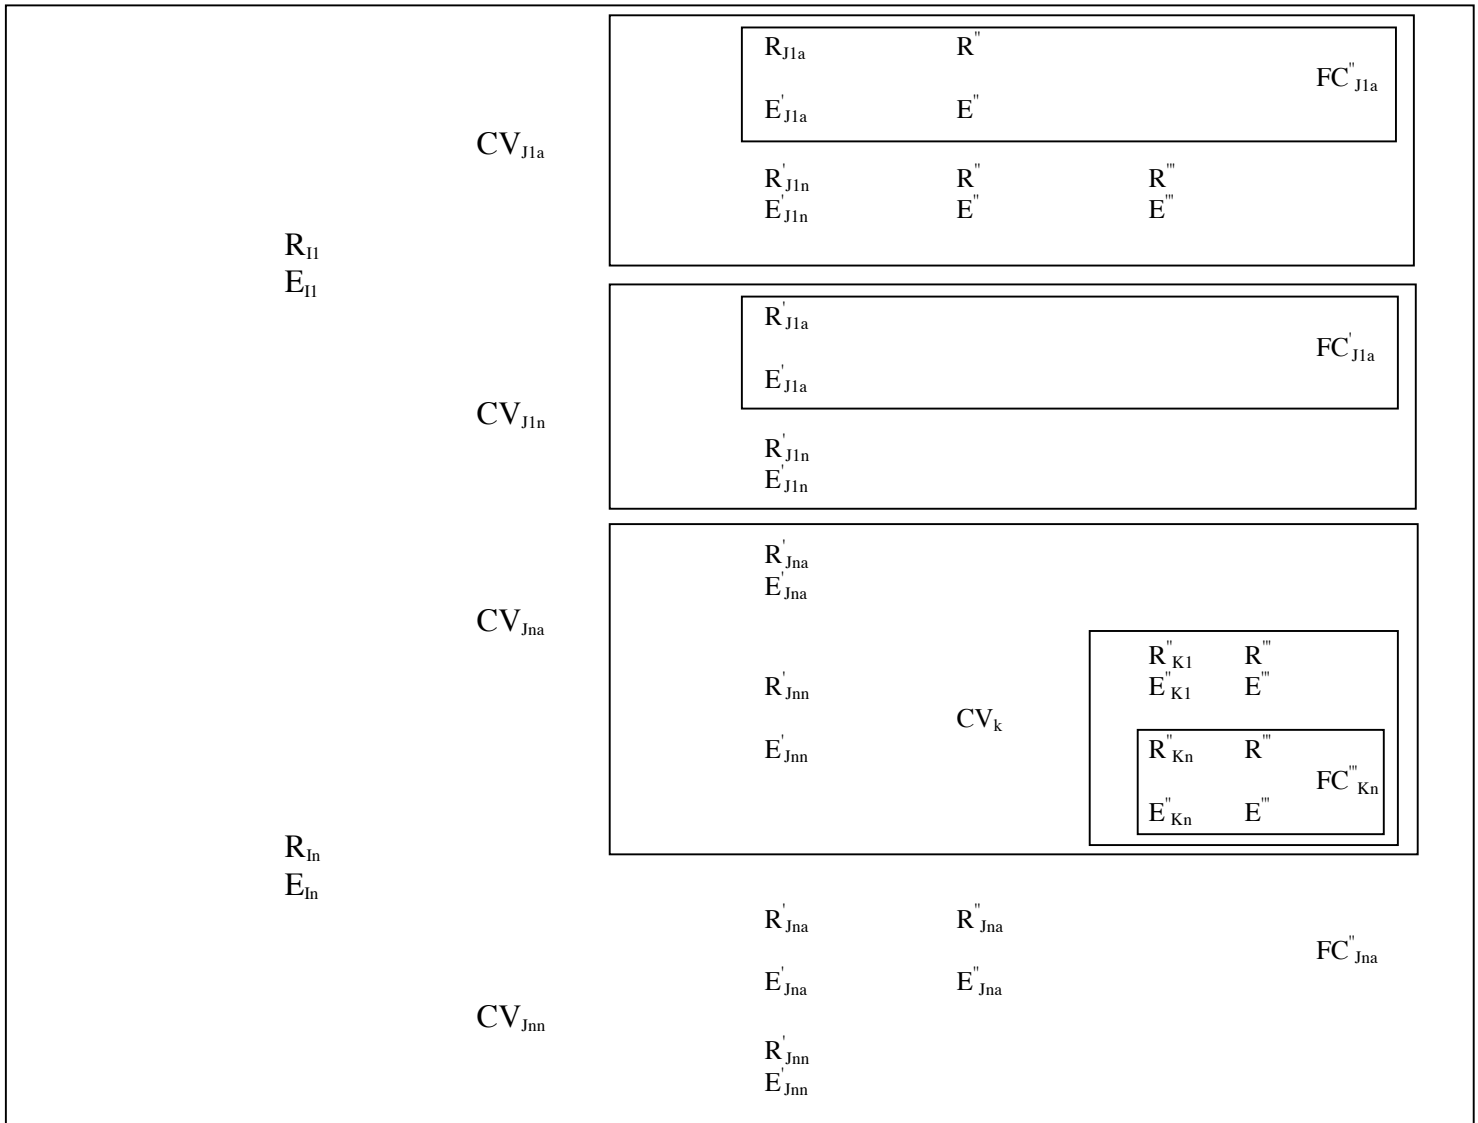 R_J1a R''
FC''_J1a
E'_J1a E''
CV_J1a
R'_J1n R'' R'''
E'_J1n E'' E'''
R_I1
E_I1
R'_J1a
FC'_J1a
E'_J1a
CV_J1n
R'_J1n
E'_J1n
R'_Jna
E'_Jna
CV_Jna
R''_K1 R'''
R'_Jnn E''_K1 E'''
CV_k
E'_Jnn R''_Kn R'''
FC'''_Kn
E''_Kn E'''
R_In
E_In
R'_Jna R''_Jna
FC''_Jna
E'_Jna E''_Jna
CV_Jnn
R'_Jnn
E'_Jnn